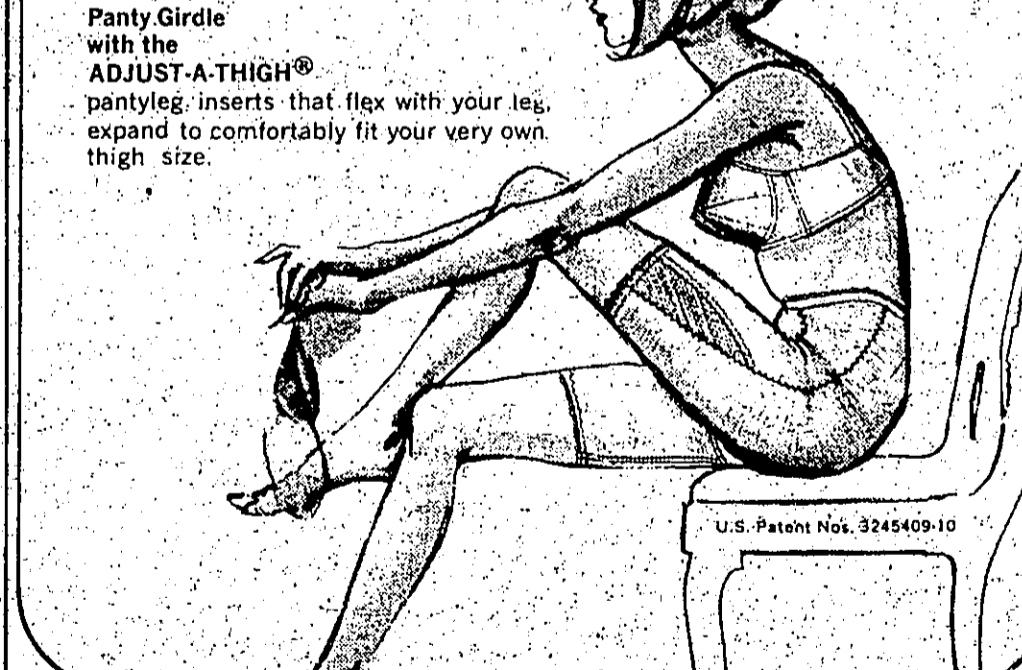 Panty Girdle
with the
ADJUST-A-THIGH®
pantyleg inserts that flex with your leg,
expand to comfortably fit your very own
thigh size.
U.S. Patent Nos. 3245409-10